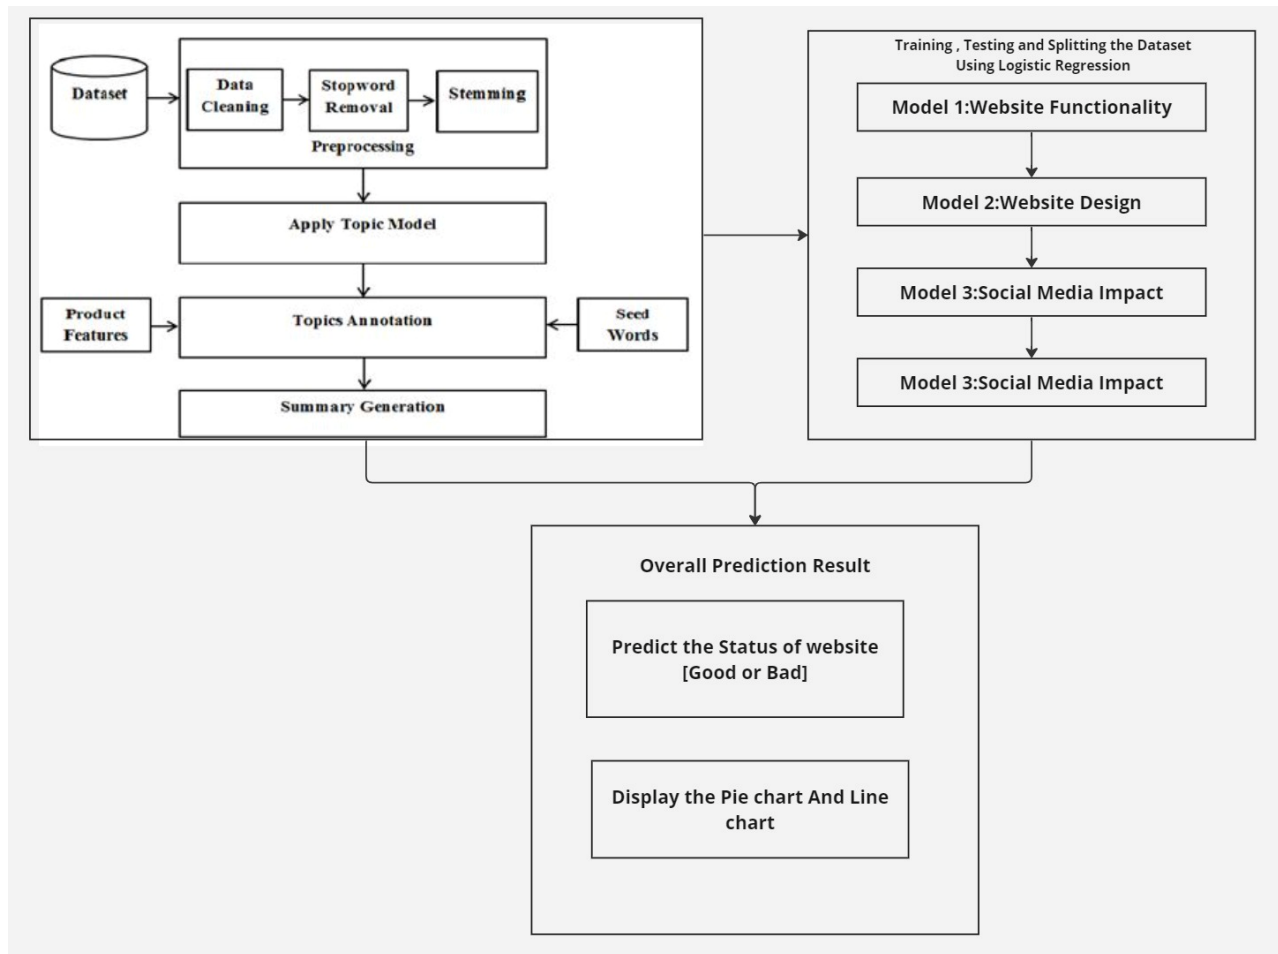 Dataset
Data
Cleaning
Stopword
Removal
Stemming
Preprocessing
Apply Topic Model
Product
Features
Topics Annotation
Seed
Words
Summary Generation
Training , Testing and Splitting the Dataset
Using Logistic Regression
Model 1:Website Functionality
Model 2:Website Design
Model 3:Social Media Impact
Model 3:Social Media Impact
Overall Prediction Result
Predict the Status of website
[Good or Bad]
Display the Pie chart And Line
chart